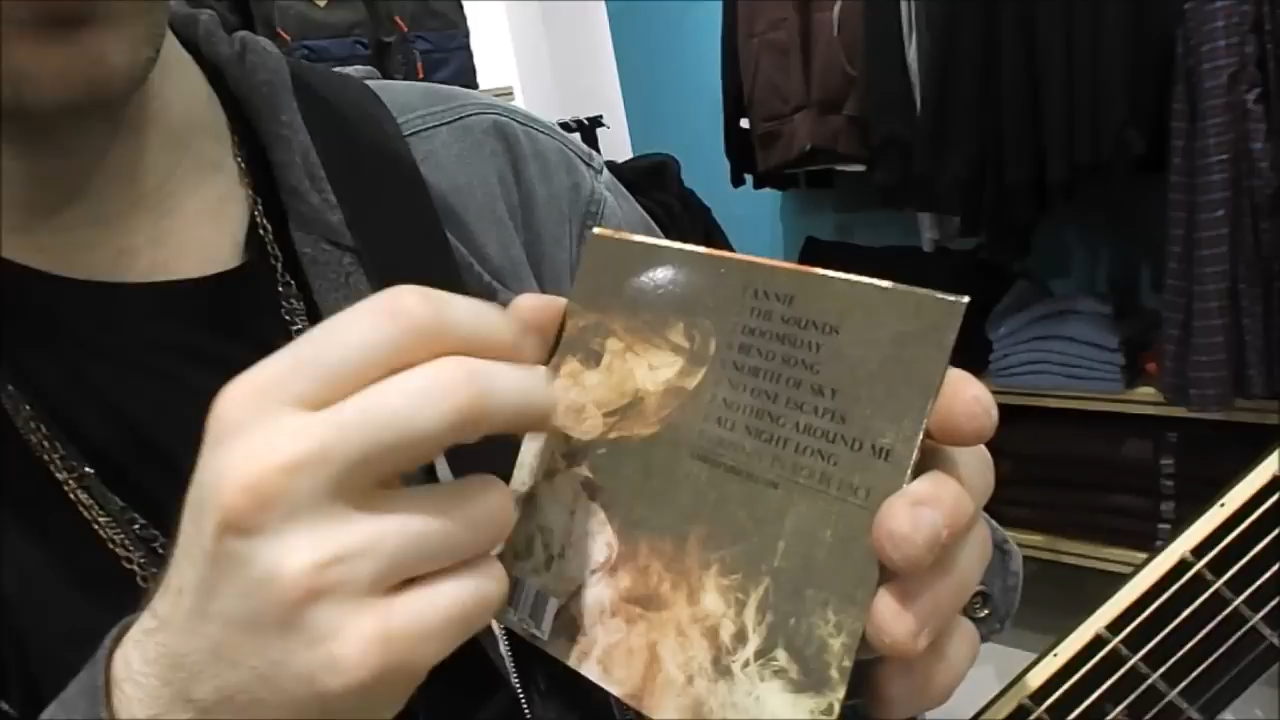 ANNIE
THE SOUNDS
DOOMSDAY
BEND SONG
NORTH OF SKY
NO ONE ESCAPES
NOTHING AROUND ME
ALL NIGHT LONG